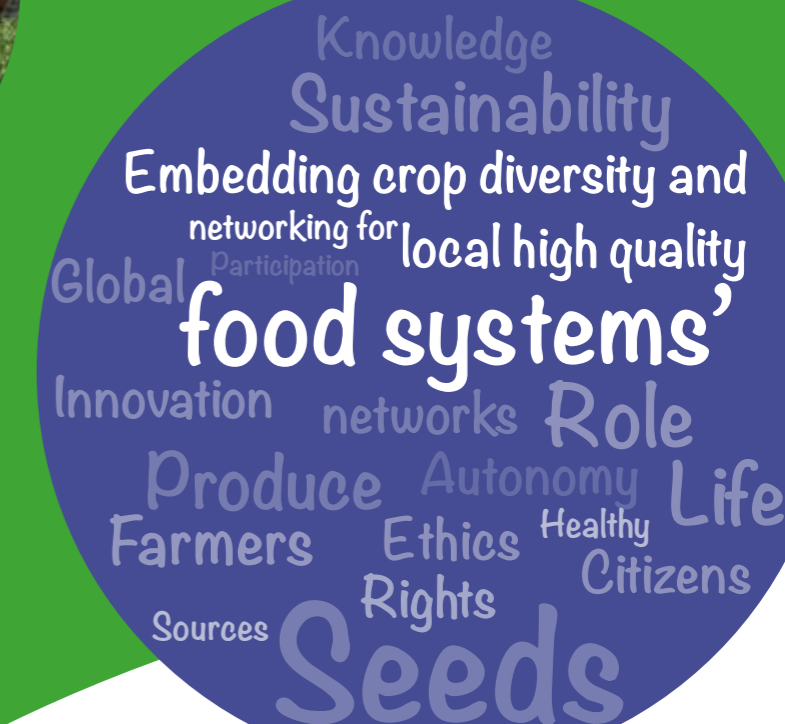 Knowledge
Sustainability
Embedding crop diversity and
networking for local high quality
Global Participation
food systems’
Innovation networks Role
Produce Autonomy Life
Farmers Ethics Healthy
Citizens
Rights
Sources
Seeds